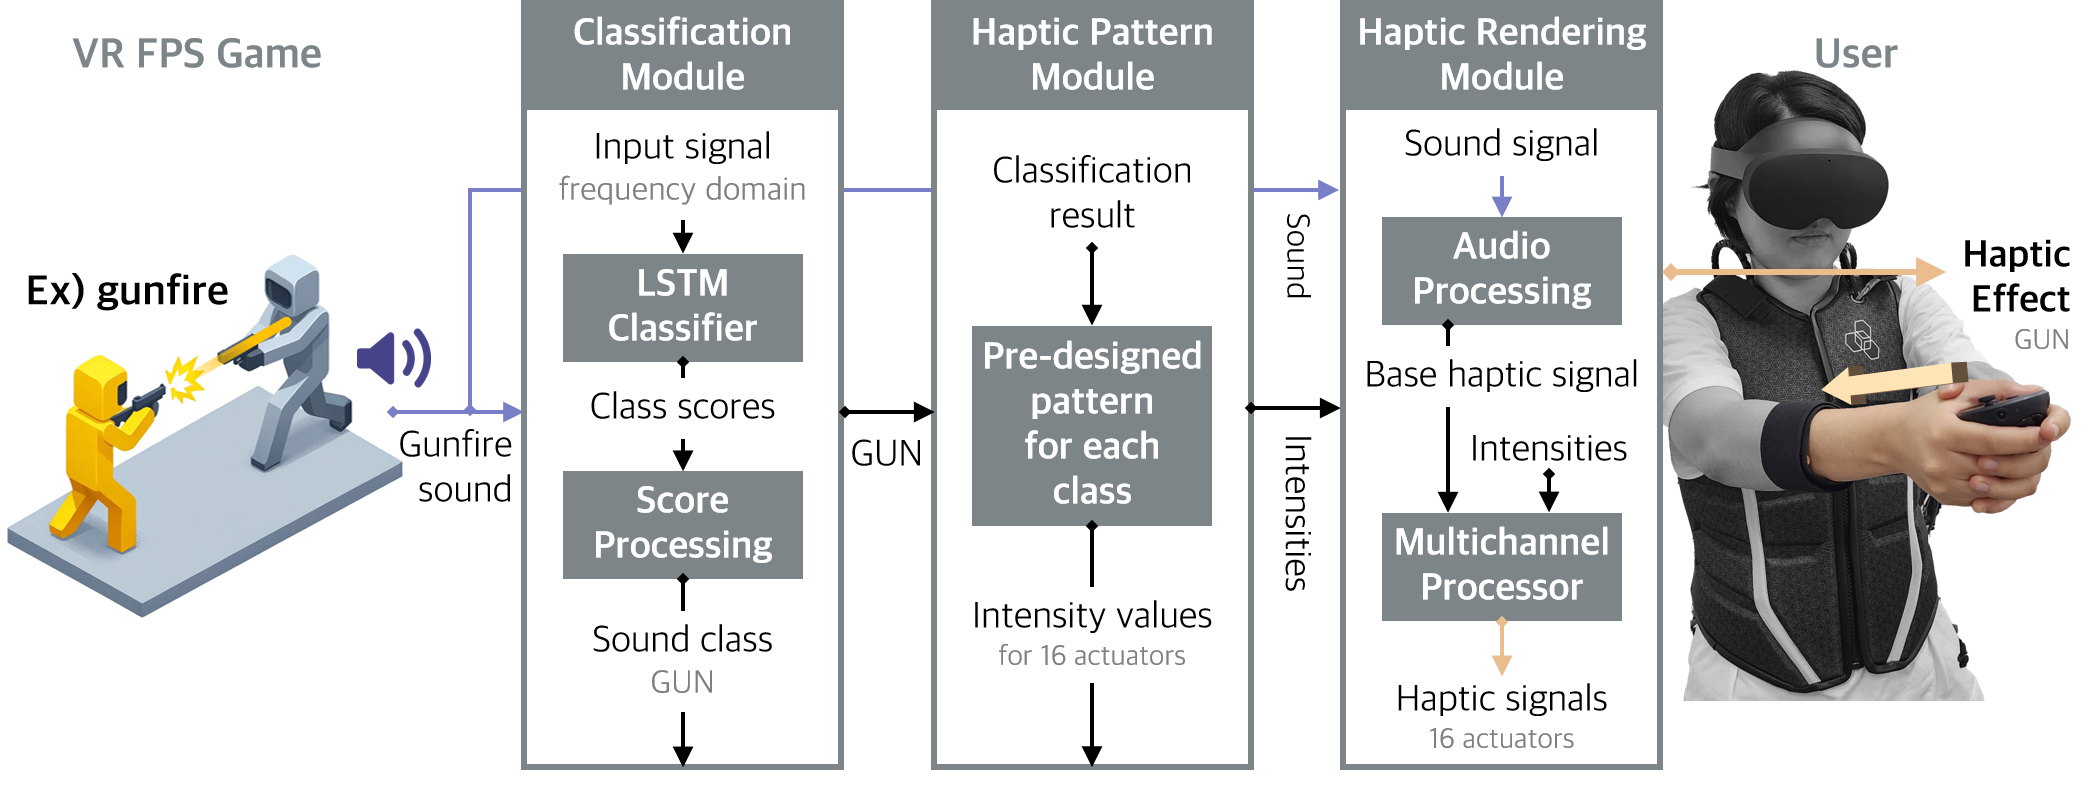 VR FPS Game
Ex) gunfire
Gunfire
sound
Classification
Module
Input signal
frequency domain
LSTM
Classifier
Class scores
Score
Processing
Sound class
GUN
GUN
Haptic Pattern
Module
Classification
result
Pre-designed
pattern
for each
class
Intensity values
for 16 actuators
Sound
Intensities
Haptic Rendering
Module
Sound signal
Audio
Processing
Base haptic signal
Intensities
Multichannel
Processor
Haptic signals
16 actuators
User
Haptic
Effect
GUN